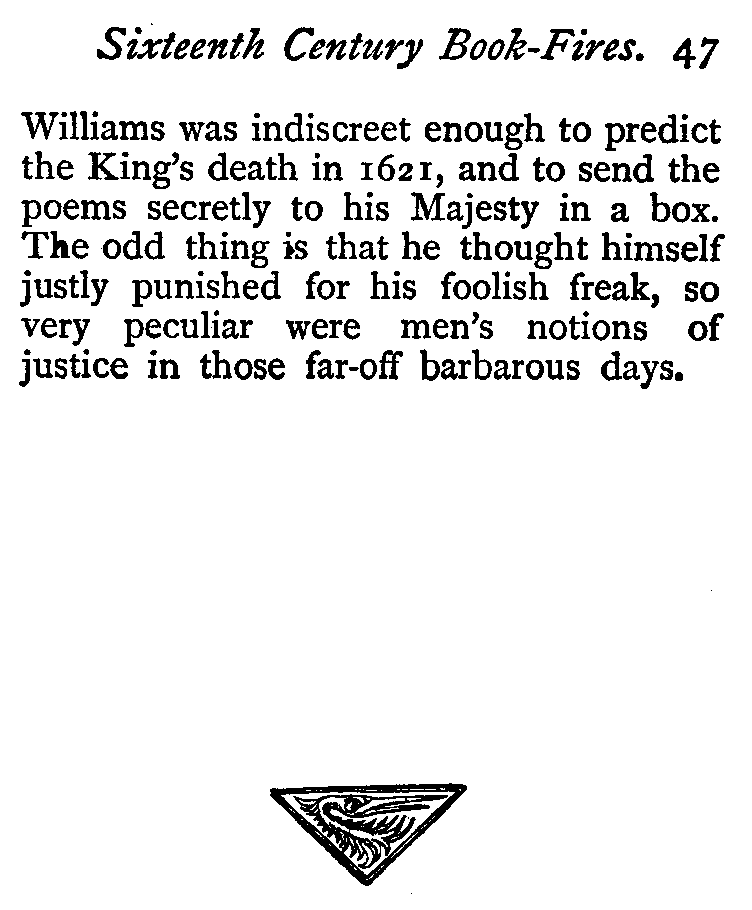 Sixteenth Century Book-Fires. 47
Williams was indiscreet enough to predict
the King's death in 1621, and to send the
poems secretly to his Majesty in a box.
The odd thing is that he thought himself
justly punished for his foolish freak, so
very peculiar were men's notions of
justice in those far-off barbarous days.